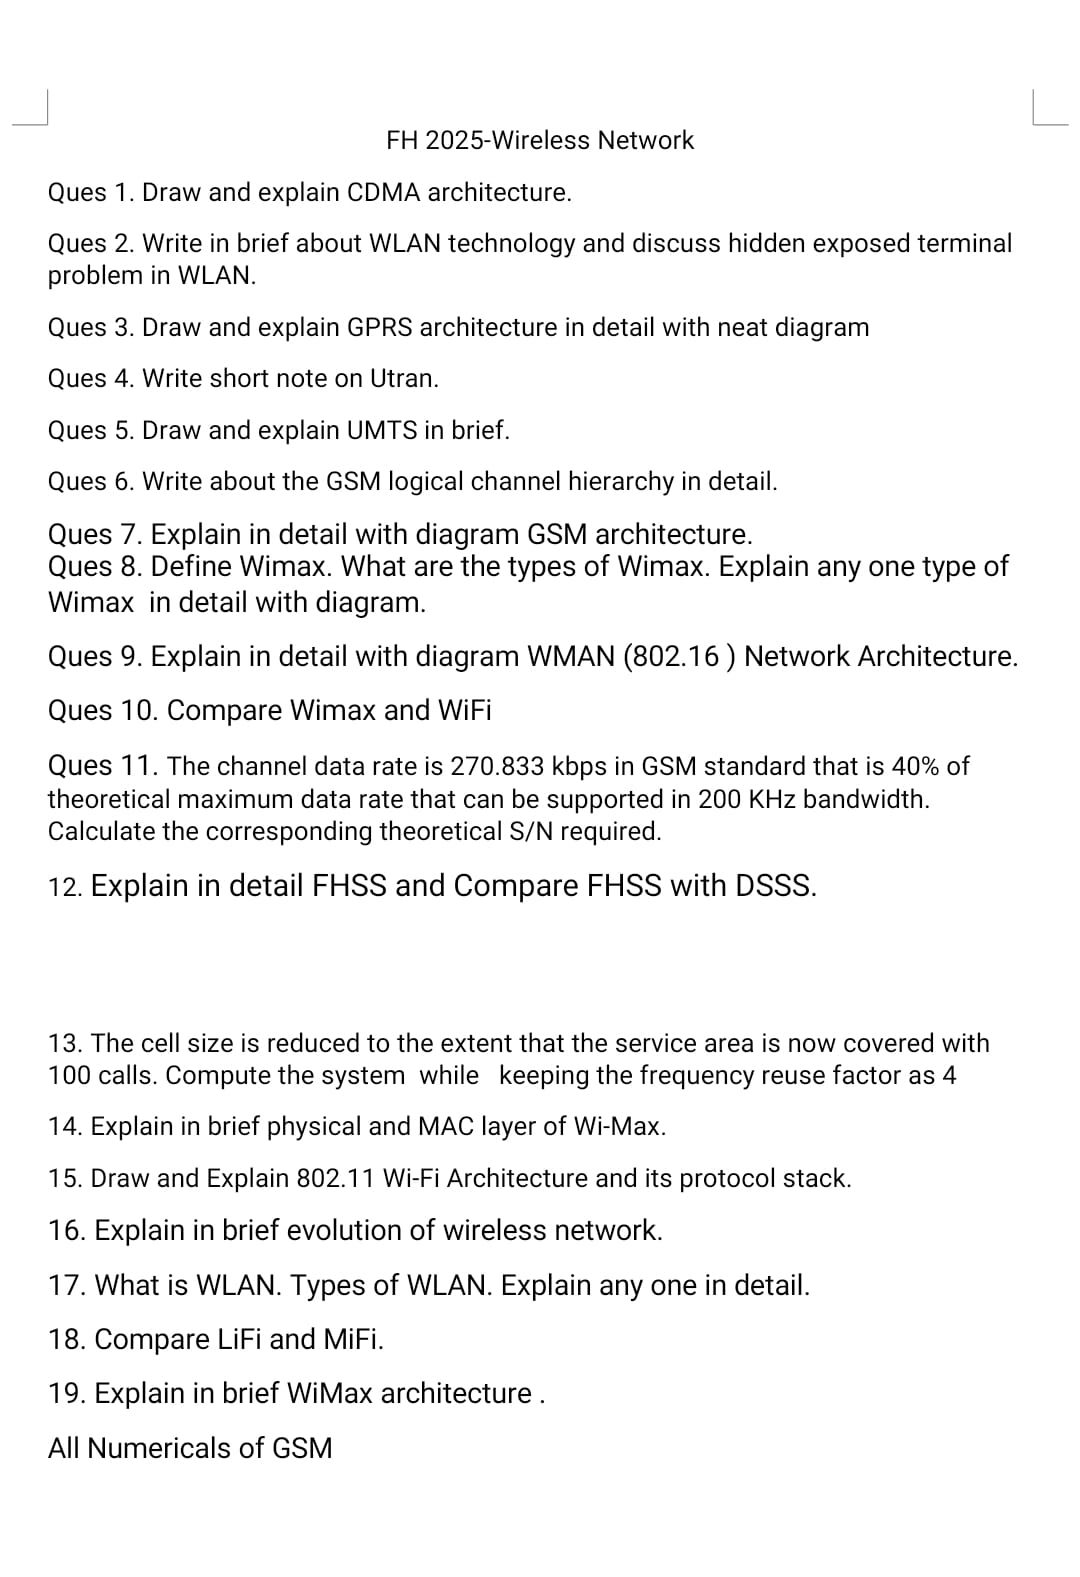 FH 2025-Wireless Network
Ques 1. Draw and explain CDMA architecture.
Ques 2. Write in brief about WLAN technology and discuss hidden exposed terminal
problem in WLAN.
Ques 3. Draw and explain GPRS architecture in detail with neat diagram
Ques 4. Write short note on Utran.
Ques 5. Draw and explain UMTS in brief.
Ques 6. Write about the GSM logical channel hierarchy in detail.
Ques 7. Explain in detail with diagram GSM architecture.
Ques 8. Define Wimax. What are the types of Wimax. Explain any one type of
Wimax  in detail with diagram.
Ques 9. Explain in detail with diagram WMAN (802.16 ) Network Architecture.
Ques 10. Compare Wimax and WiFi
Ques 11. The channel data rate is 270.833 kbps in GSM standard that is 40% of
theoretical maximum data rate that can be supported in 200 KHz bandwidth.
Calculate the corresponding theoretical S/N required.
12. Explain in detail FHSS and Compare FHSS with DSSS.
13. The cell size is reduced to the extent that the service area is now covered with
100 calls. Compute the system  while   keeping the frequency reuse factor as 4
14. Explain in brief physical and MAC layer of Wi-Max.
15. Draw and Explain 802.11 Wi-Fi Architecture and its protocol stack.
16. Explain in brief evolution of wireless network.
17. What is WLAN. Types of WLAN. Explain any one in detail.
18. Compare LiFi and MiFi.
19. Explain in brief WiMax architecture .
All Numericals of GSM